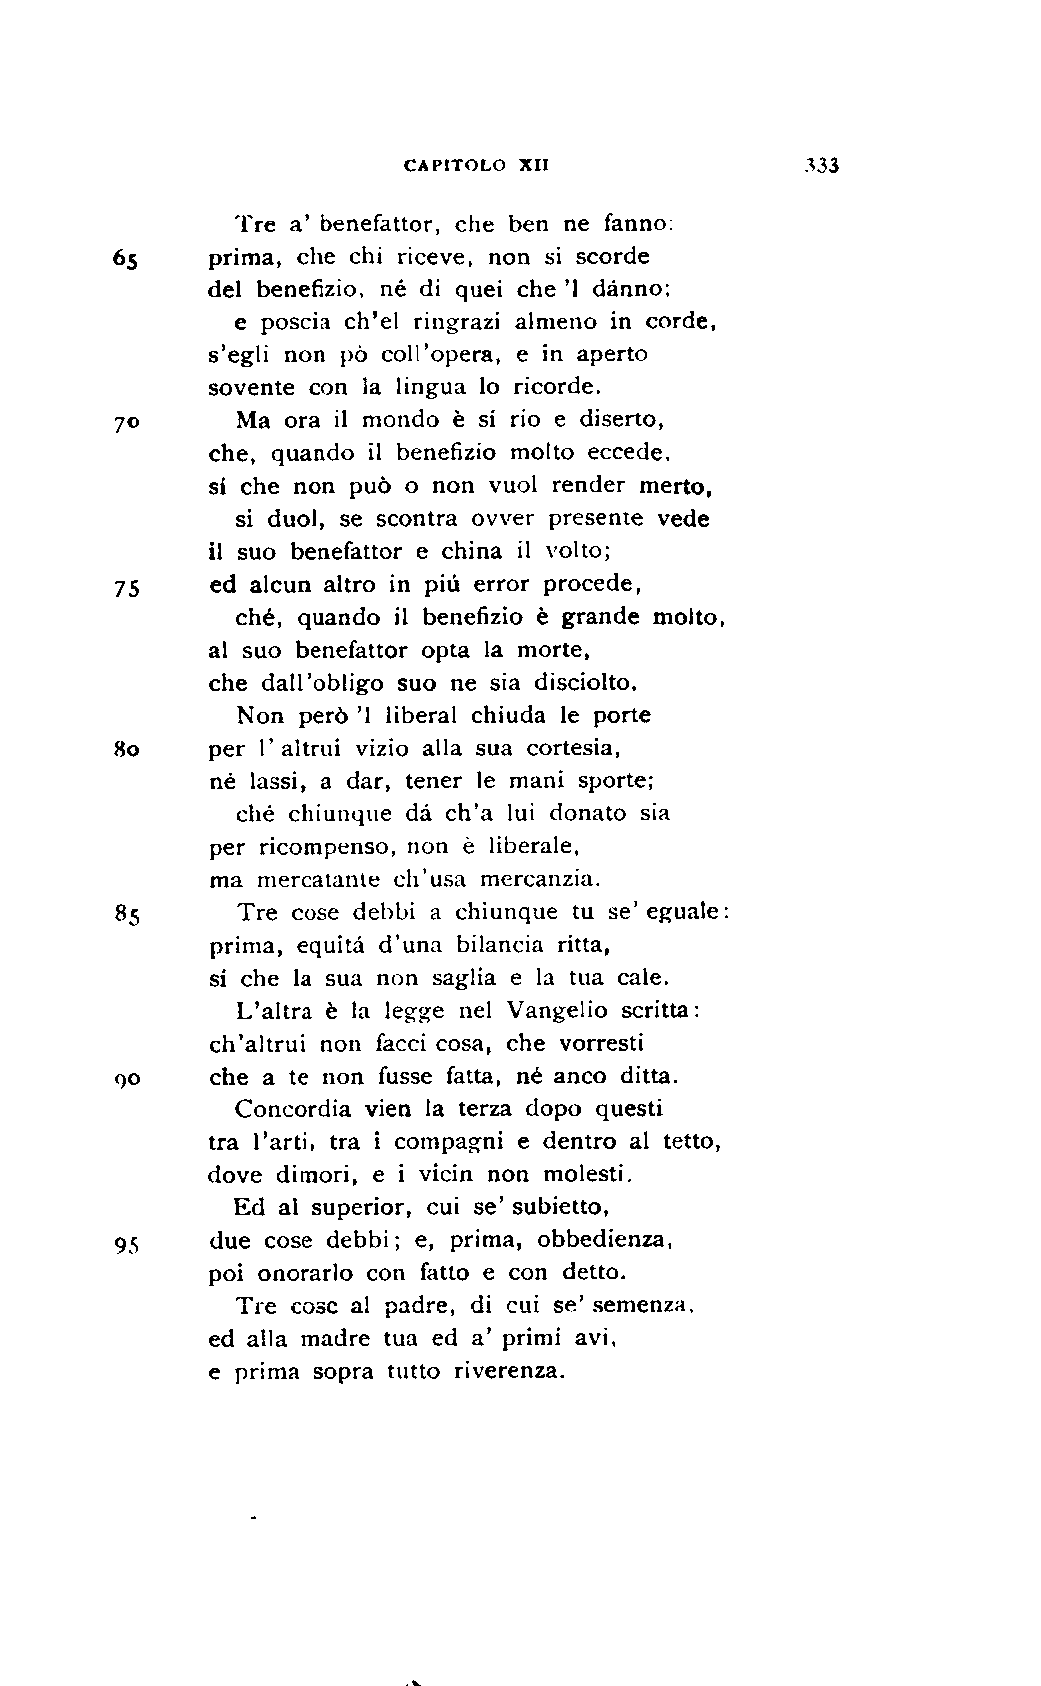 CAPITOLO XII 333
Tre a' benefattor, che ben ne fanno:
65 prima, che chi riceve, non si scorde
del benefizio, né di quei che 'l dánno;
e poscia ch'el ringrazi almeno in corde,
s'egli non pò coll'opera, e in aperto
sovente con la lingua lo ricorde.
70 Ma ora il mondo è sí rio e diserto,
che, quando il benefizio molto eccede,
sí che non può o non vuol render merto,
si duol, se scontra ovver presente vede
il suo benefattor e china il volto;
75 ed alcun altro in piú error procede,
ché, quando il benefizio è grande molto,
al suo benefattor opta la morte,
che dall'obligo suo ne sia disciolto.
Non però 'l liberal chiuda le porte
80 per l' altrui vizio alla sua cortesia,
né lassi, a dar, tener le mani sporte;
ché chiunque dá ch'a lui donato sia
per ricompenso, non è liberale,
ma mercatante ch'usa mercanzia.
85 Tre cose debbi a chiunque tu se' eguale:
prima, equitá d'una bilancia ritta,
sí che la sua non saglia e la tua cale.
L'altra è la legge nel Vangelio scritta:
ch'altrui non facci cosa, che vorresti
90 che a te non fusse fatta, né anco ditta.
Concordia vien la terza dopo questi
tra l'arti, tra i compagni e dentro al tetto,
dove dimori, e i vicin non molesti.
Ed al superior, cui se' subietto,
95 due cose debbi; e, prima, obbedienza,
poi onorarlo con fatto e con detto.
Tre cose al padre, di cui se' semenza,
ed alla madre tua ed a' primi avi,
e prima sopra tutto riverenza.